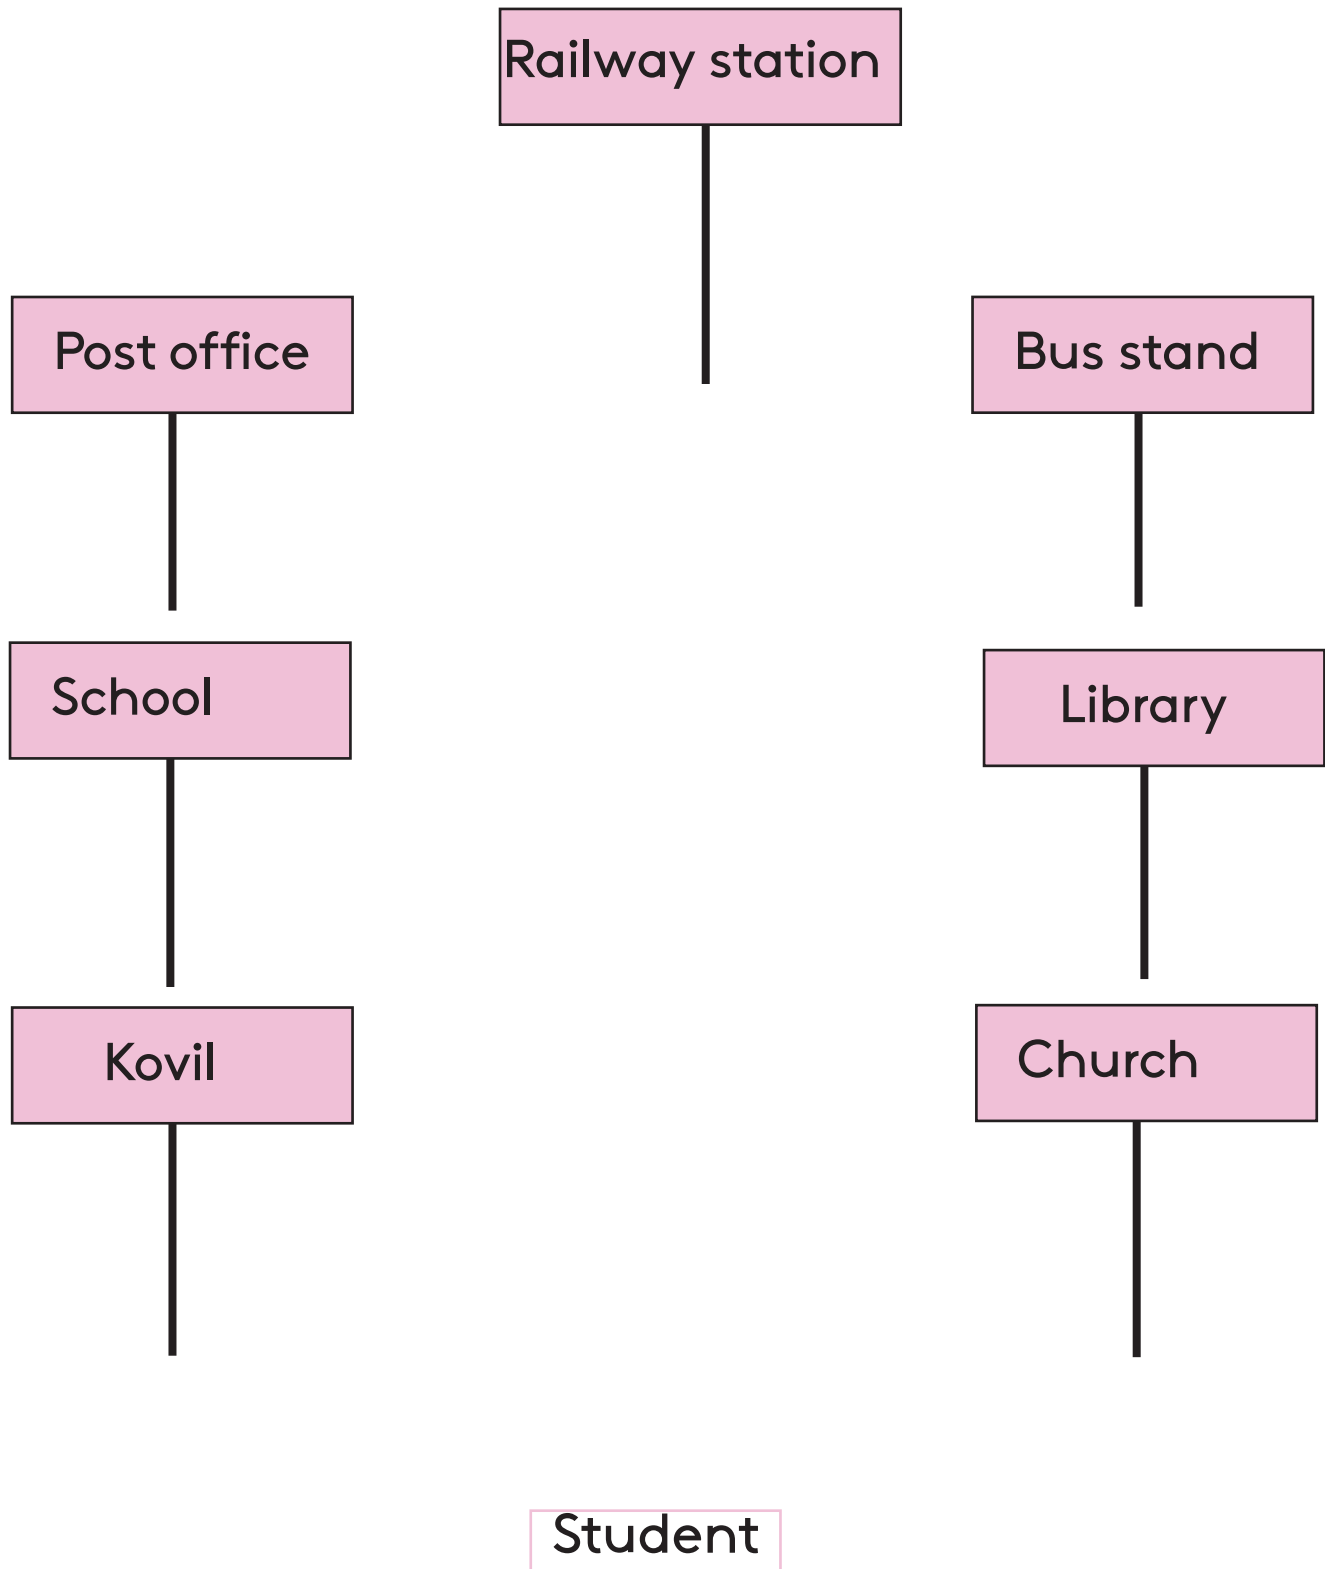 Railway station
Post office
Bus stand
School
Library
Kovil
Church
Student